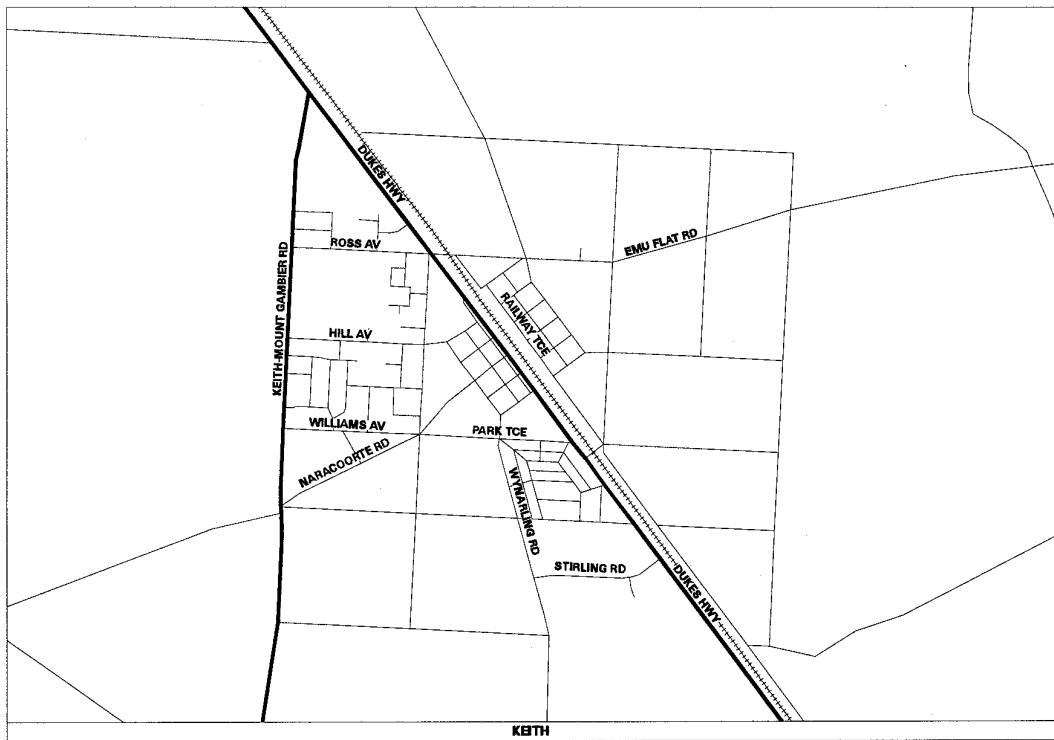 DUKES HWY
ROSS AV
EMU FLAT RD
KEITH-MOUNT GAMBIER RD
RAILWAY TCE
HILL AV
WILLIAMS AV
PARK TCE
NARACOORTE RD
WYNARLING RD
STIRLING RD
DUKES HWY
KEITH